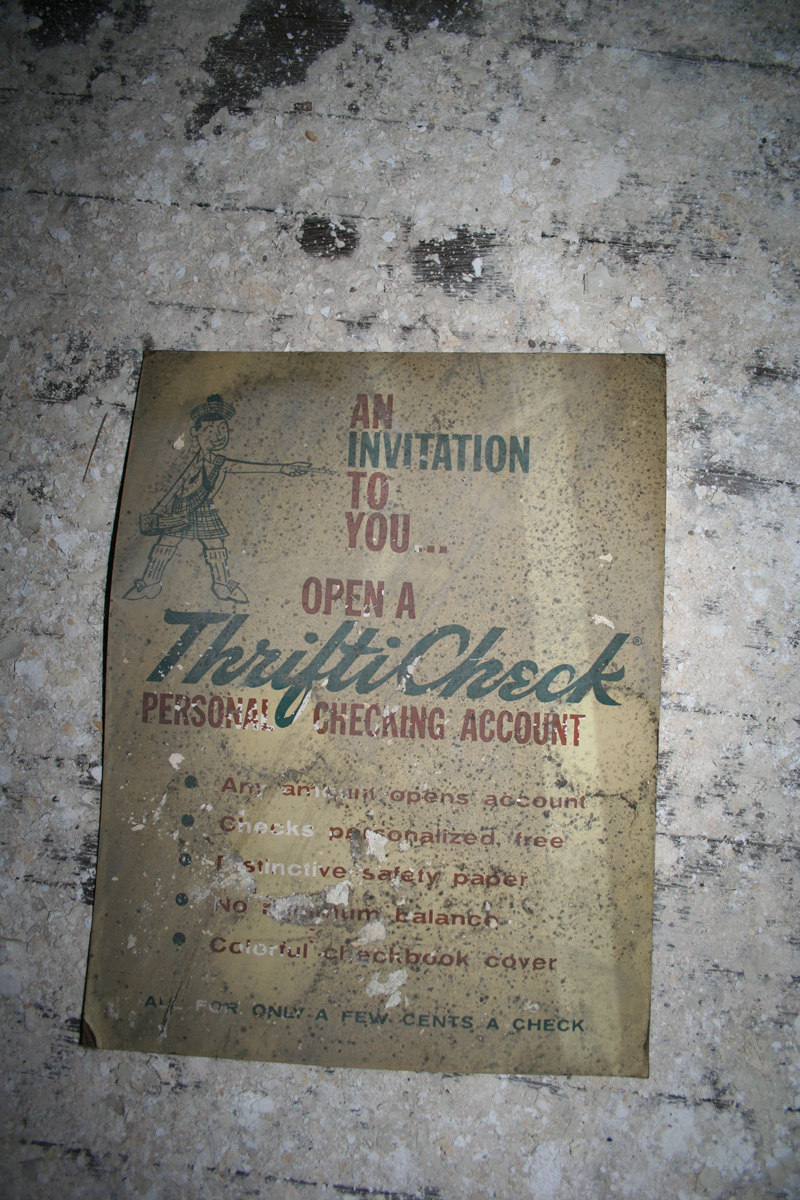 AN
INVITATION
TO
YOU...
OPEN A
ThriftiCheck®
PERSONAL CHECKING ACCOUNT
• Any amount opens account
• Checks personalized, free
• Distinctive safety paper
• No minimum balance
• Colorful checkbook cover
ALL FOR ONLY A FEW CENTS A CHECK